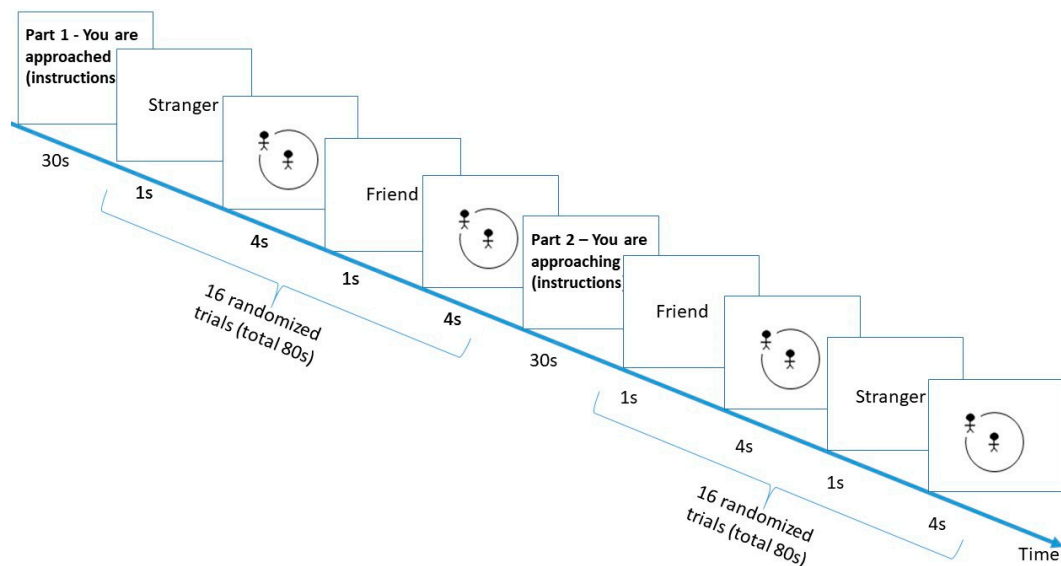 Part 1 - You are
approached
(instructions
Stranger
30s
1s
Friend
4s
1s
4s
16 randomized
trials (total 80s)
Part 2 – You are
approaching
(instructions)
30s
Friend
1s
4s
Stranger
1s
4s
16 randomized
trials (total 80s)
Time